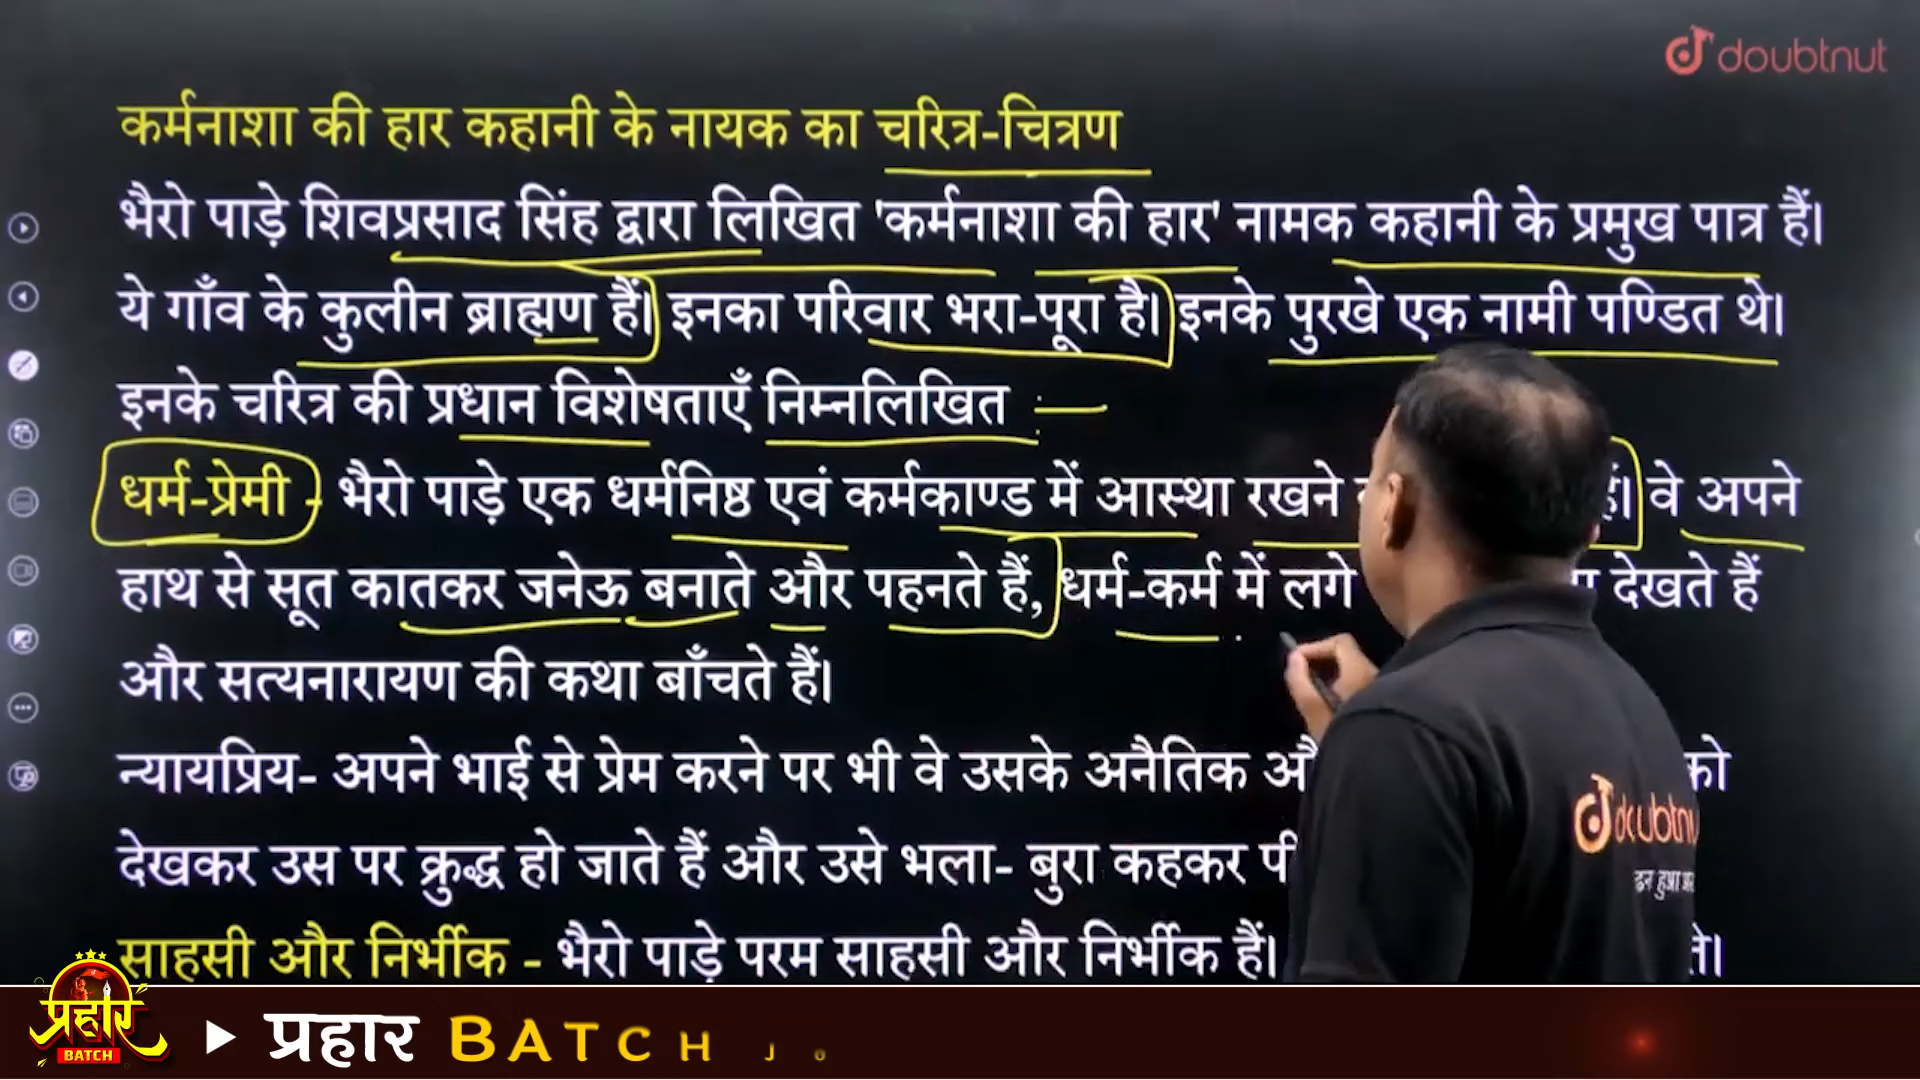 doubtnut
कर्मनाशा की हार कहानी के नायक का चरित्र-चित्रण
भैरो पाड़े शिवप्रसाद सिंह द्वारा लिखित 'कर्मनाशा की हार' नामक कहानी के प्रमुख पात्र हैं।
ये गाँव के कुलीन ब्राह्मण हैं। इनका परिवार भरा-पूरा है। इनके पुरखे एक नामी पण्डित थे।
इनके चरित्र की प्रधान विशेषताएँ निम्नलिखित :—
धर्म-प्रेमी - भैरो पाड़े एक धर्मनिष्ठ एवं कर्मकाण्ड में आस्था रखने हैं। वे अपने
हाथ से सूत कातकर जनेऊ बनाते और पहनते हैं, धर्म-कर्म में लगे देखते हैं
और सत्यनारायण की कथा बाँचते हैं।
न्यायप्रिय- अपने भाई से प्रेम करने पर भी वे उसके अनैतिक को
देखकर उस पर क्रुद्ध हो जाते हैं और उसे भला- बुरा कहकर
साहसी और निर्भीक - भैरो पाड़े परम साहसी और निर्भीक हैं।
doubtnu
प्रहार
BATCH
प्रहार BATCH JO